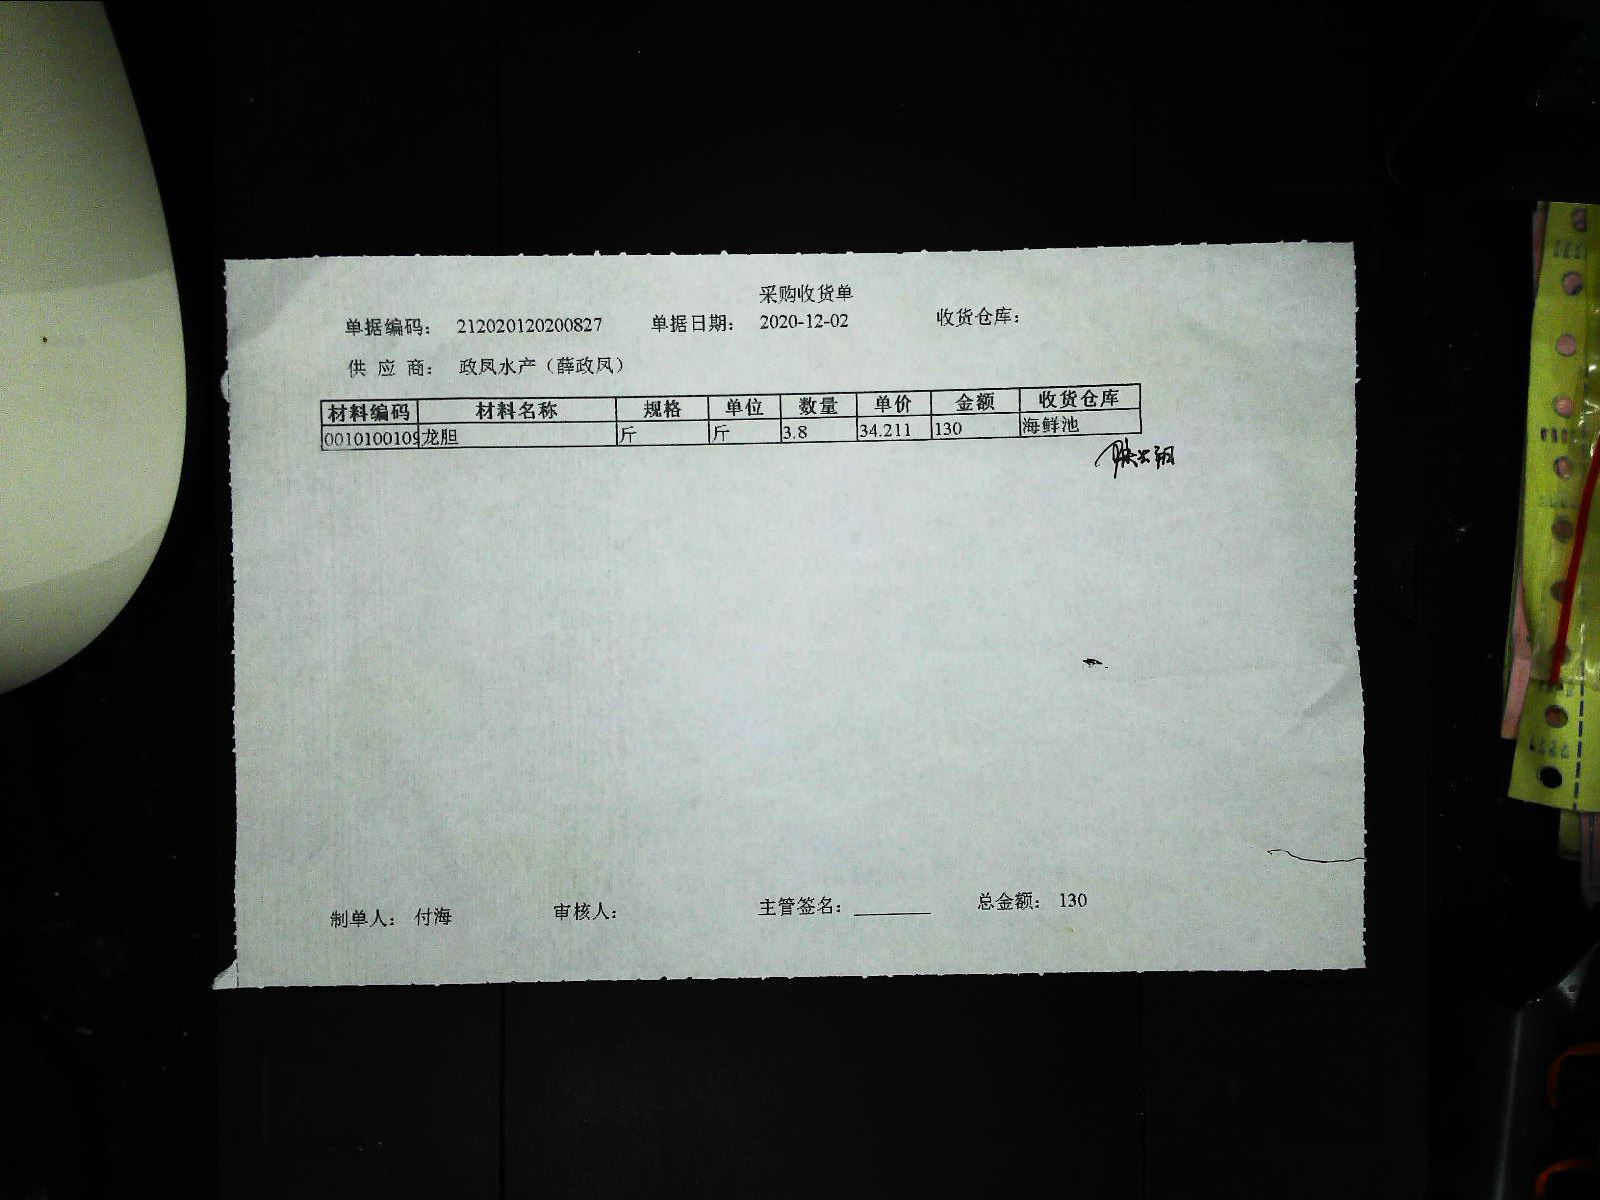 采购收货单
单据编码： 212020120200827 单据日期： 2020-12-02 收货仓库：
供 应 商： 政凤水产（薛政凤）
材料编码 材料名称 规格 单位 数量 单价 金额 收货仓库
0010100109 龙胆 斤 斤 3.8 34.211 130 海鲜池
制单人： 付海 审核人： 主管签名： 总金额： 130